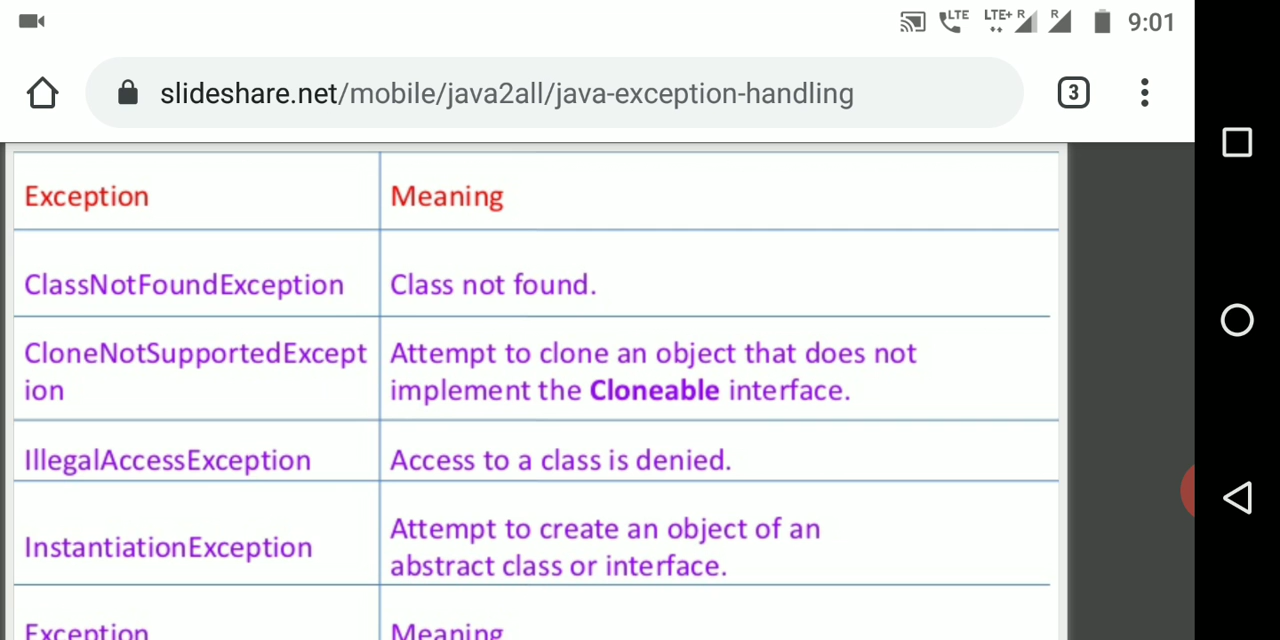 LTE LTE+ R R 9:01
slideshare.net/mobile/java2all/java-exception-handling 3
Exception Meaning
ClassNotFoundException Class not found.
CloneNotSupportedExcept Attempt to clone an object that does not
ion implement the Cloneable interface.
IllegalAccessException Access to a class is denied.
Attempt to create an object of an
InstantiationException
abstract class or interface.
Exception Meaning